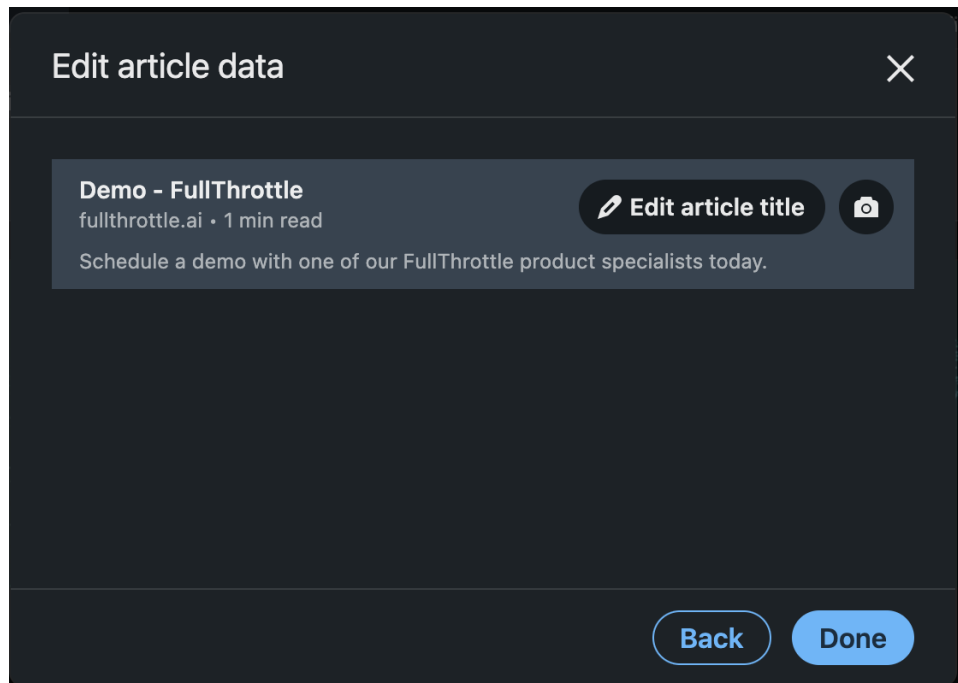 Edit article data
Demo - FullThrottle
Edit article title
fullthrottle.ai • 1 min read
Schedule a demo with one of our FullThrottle product specialists today.
Back
Done